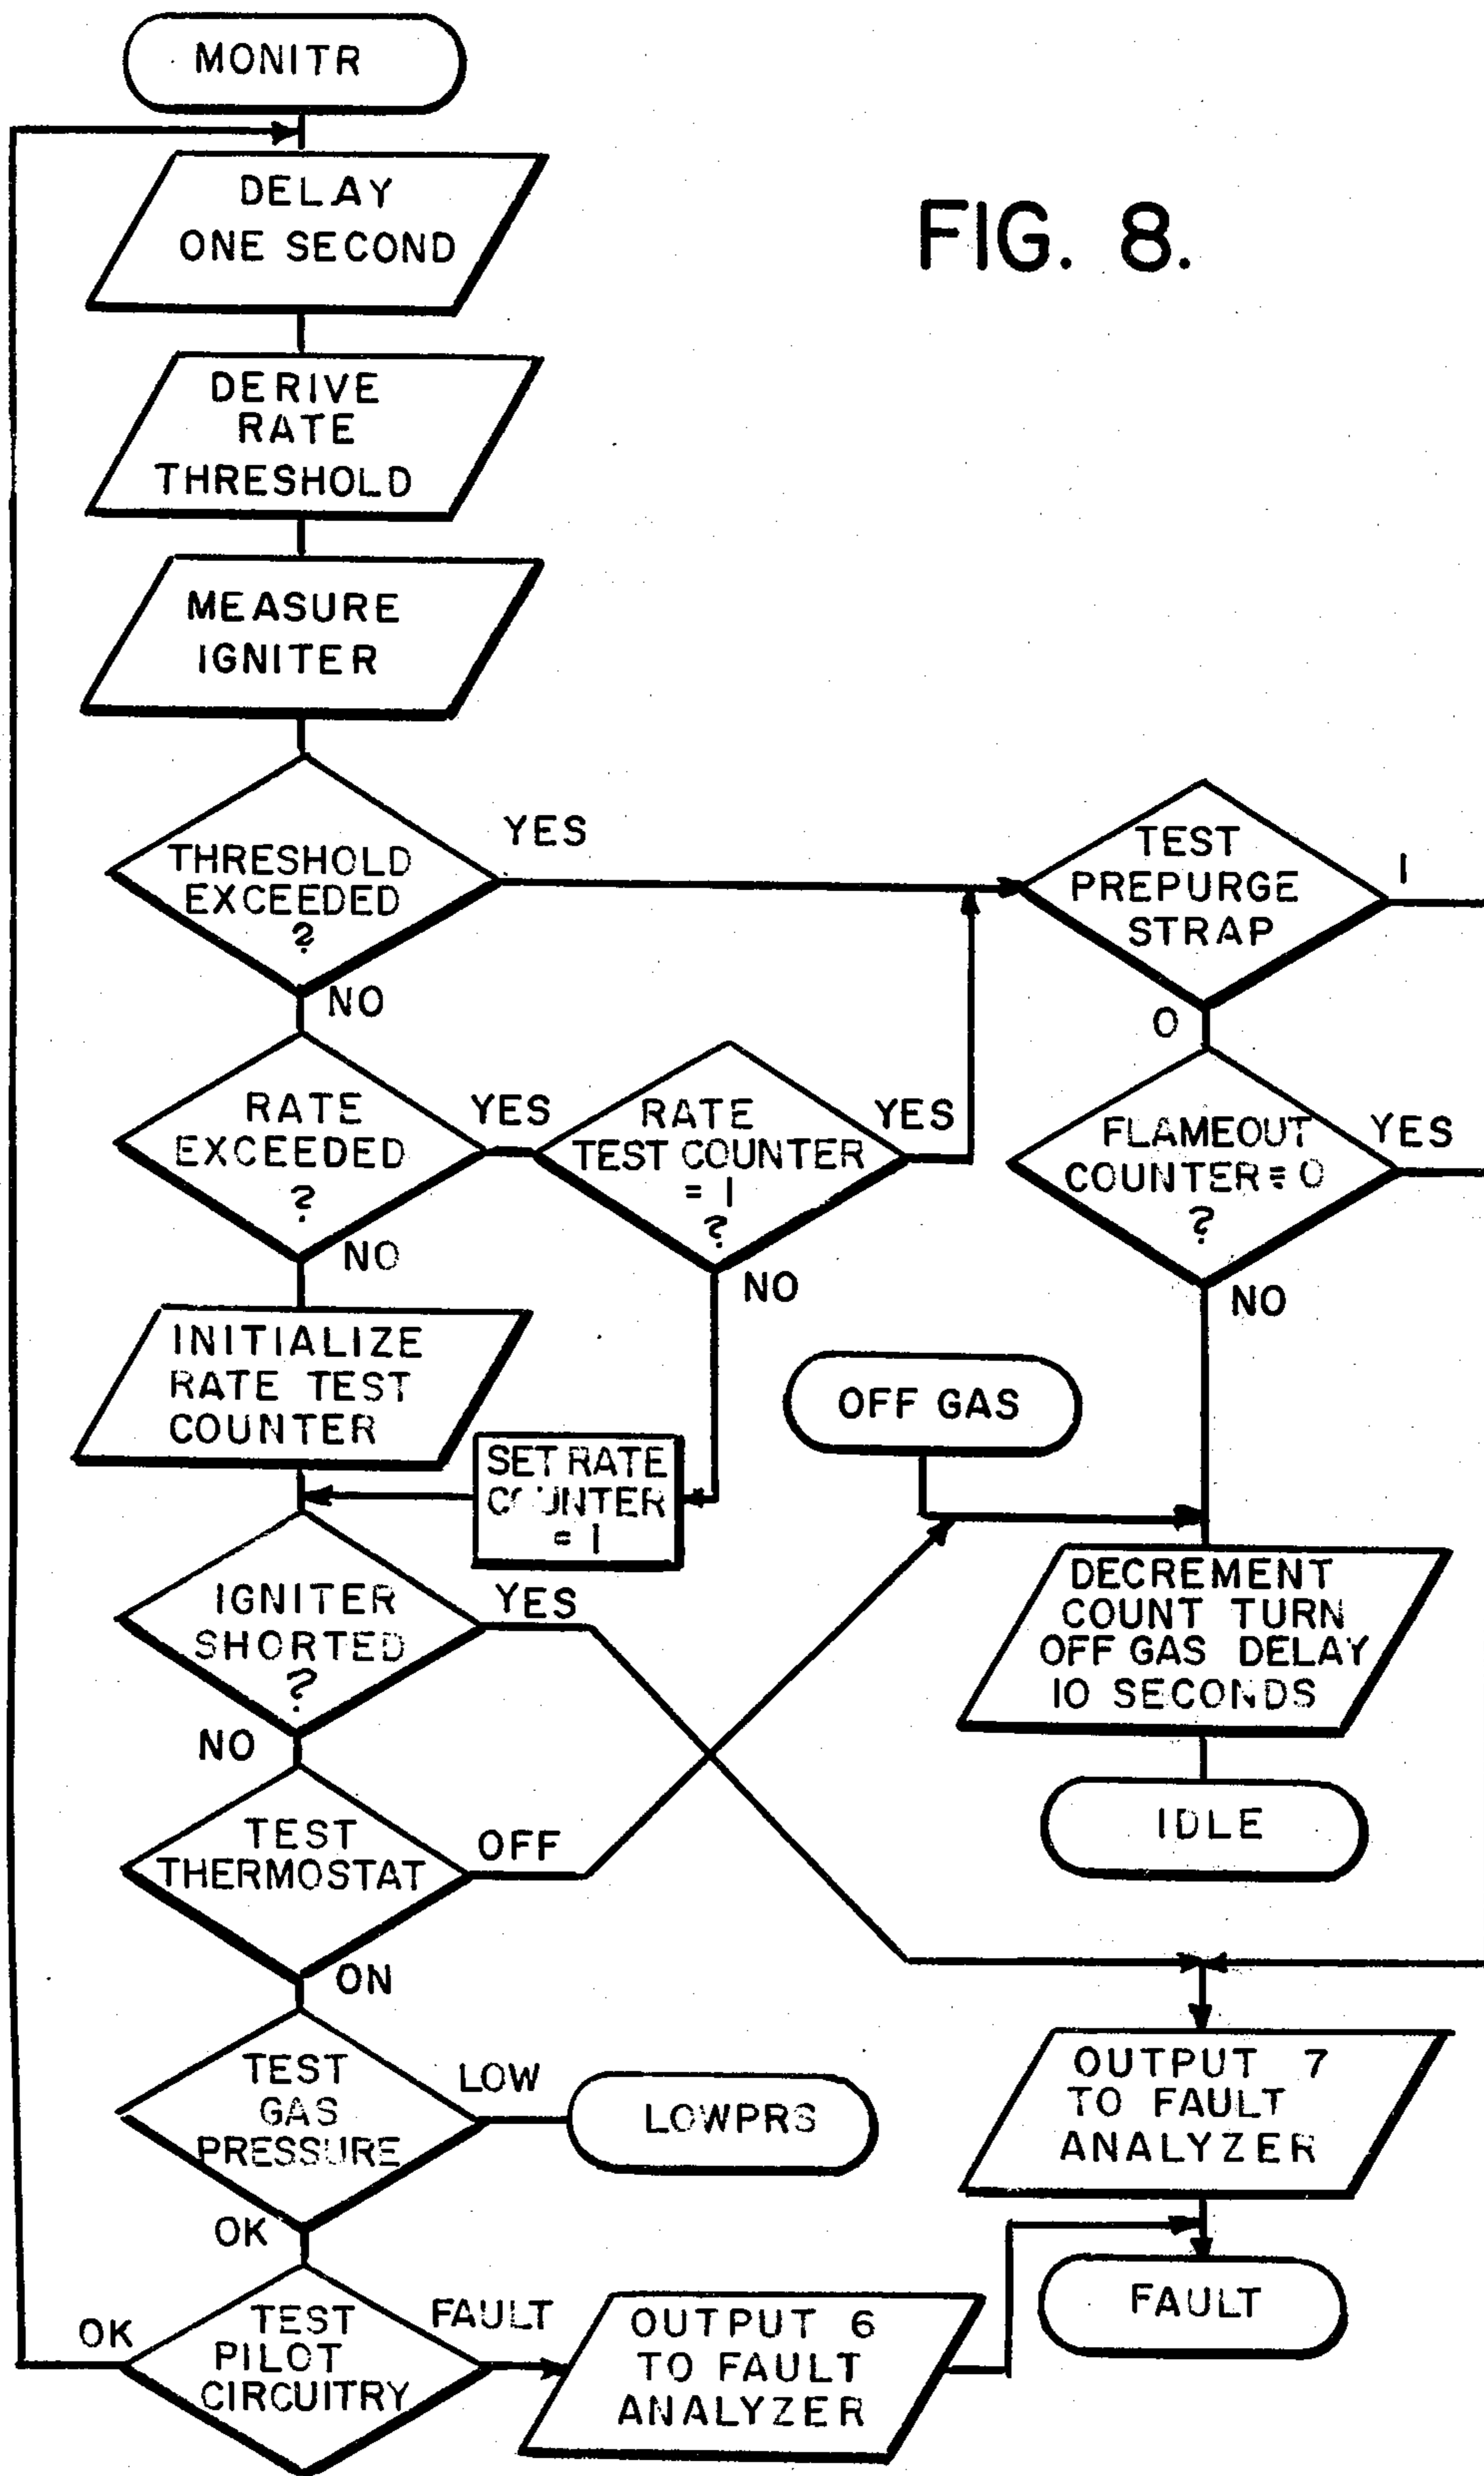 MONITR
DELAY
ONE SECOND
FIG. 8.
DERIVE
RATE
THRESHOLD
MEASURE
IGNITER
THRESHOLD
EXCEEDED
?
YES
NO
TEST
PREPURGE
STRAP
1
0
RATE
EXCEEDED
?
YES
NO
RATE
TEST COUNTER
= 1
?
YES
NO
FLAMEOUT
COUNTER = 0
?
YES
NO
INITIALIZE
RATE TEST
COUNTER
SET RATE
COUNTER
= 1
OFF GAS
DECREMENT
COUNT TURN
OFF GAS DELAY
10 SECONDS
IDLE
IGNITER
SHORTED
?
YES
NO
TEST
THERMOSTAT
OFF
ON
TEST
GAS
PRESSURE
LOW
LOWPRS
OK
OUTPUT 7
TO FAULT
ANALYZER
FAULT
TEST
PILOT
CIRCUITRY
OK
FAULT
OUTPUT 6
TO FAULT
ANALYZER